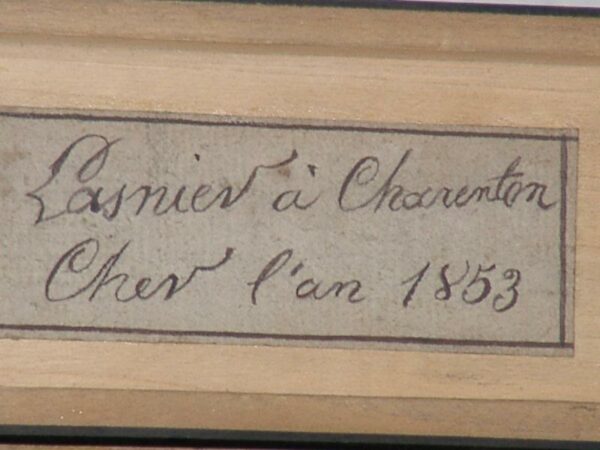 Lasnier à Charenton
Cher l'an 1853